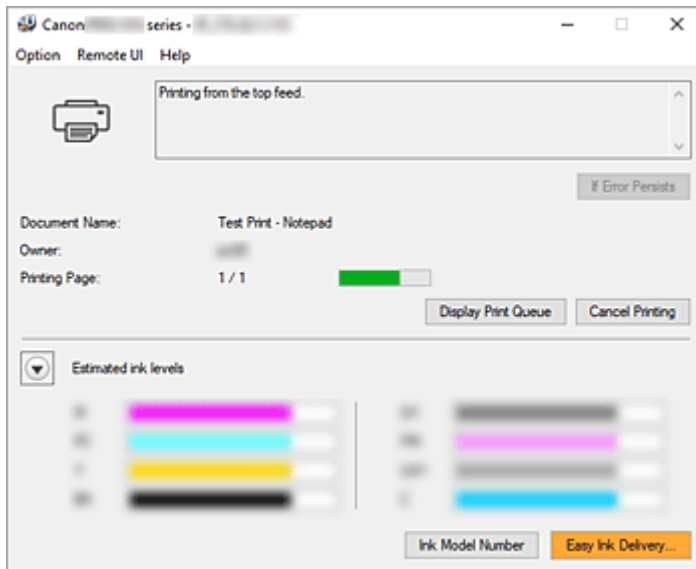 Canon series -
Option Remote UI Help
Printing from the top feed.
If Error Persists
Document Name: Test Print - Notepad
Owner:
Printing Page: 1 / 1
Display Print Queue Cancel Printing
Estimated ink levels
Ink Model Number Easy Ink Delivery...